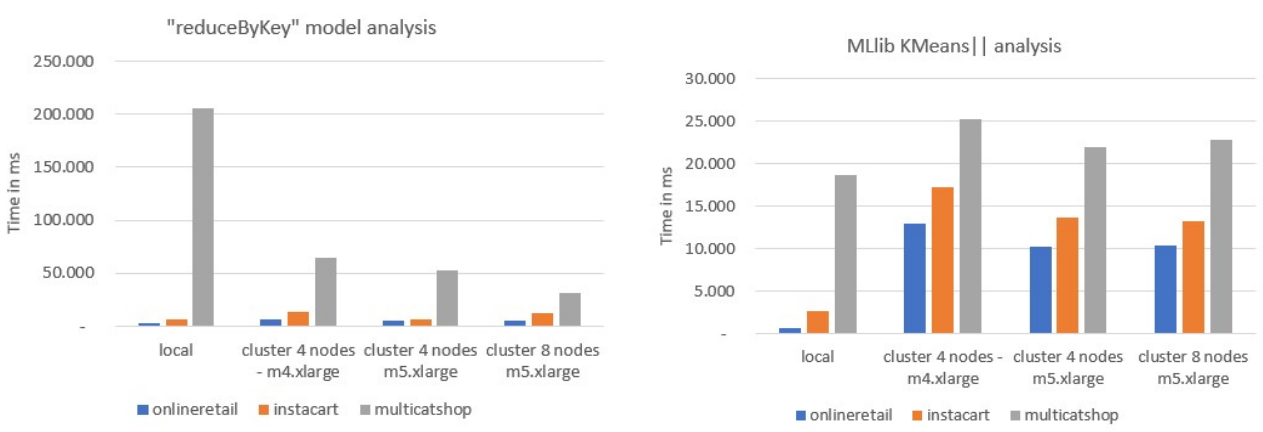 "reduceByKey" model analysis
250.000
200.000
150.000
100.000
50.000
-
Time in ms
local
cluster 4 nodes - m4.xlarge
cluster 4 nodes m5.xlarge
cluster 8 nodes m5.xlarge
onlineretail instacart multicatshop
MLlib KMeans|| analysis
30.000
25.000
20.000
15.000
10.000
5.000
-
Time in ms
local
cluster 4 nodes - m4.xlarge
cluster 4 nodes m5.xlarge
cluster 8 nodes m5.xlarge
onlineretail instacart multicatshop